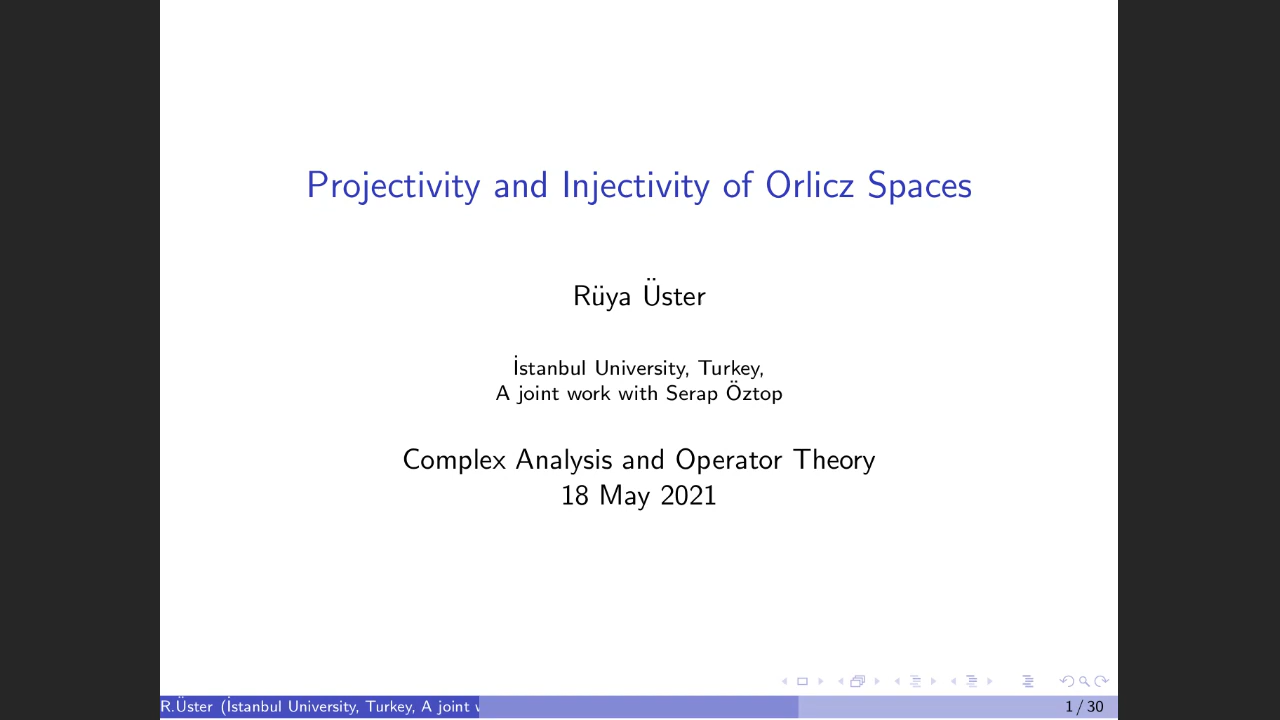 Projectivity and Injectivity of Orlicz Spaces
Rüya Üster
İstanbul University, Turkey,
A joint work with Serap Öztop
Complex Analysis and Operator Theory
18 May 2021
R.Üster (İstanbul University, Turkey, A joint
1 / 30